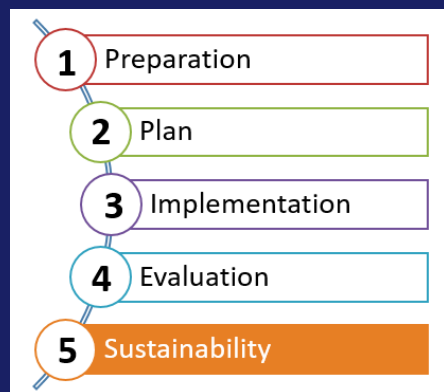 1 Preparation
2 Plan
3 Implementation
4 Evaluation
5 Sustainability